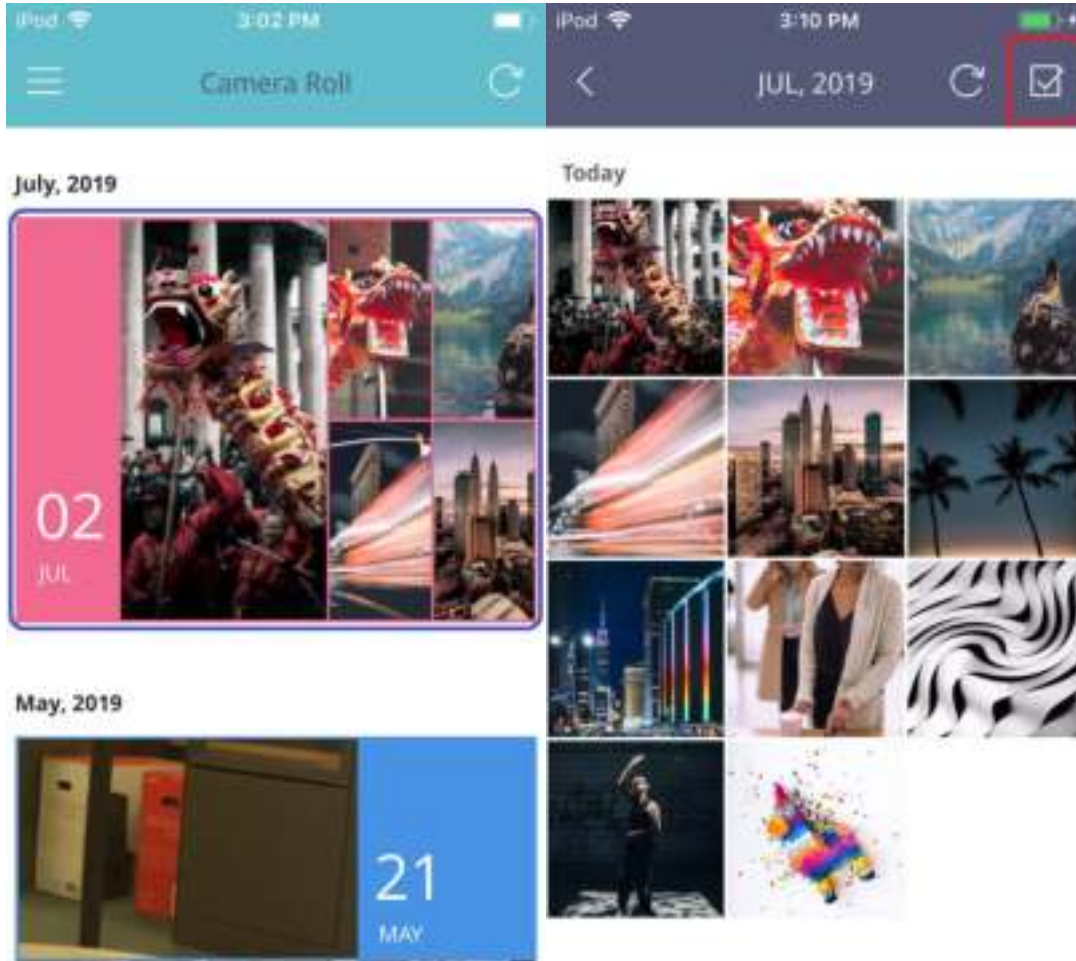 iPod 3:02 PM
Camera Roll
July, 2019
02
JUL
May, 2019
21
MAY
iPod 3:10 PM
JUL, 2019
Today